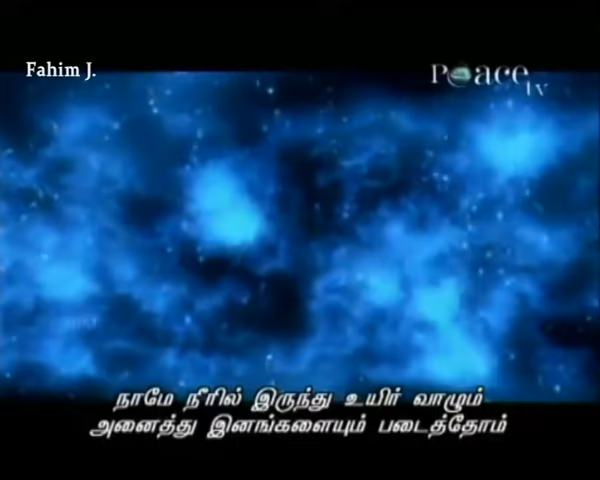 Fahim J.
Peace
tv
நாமே நீரில் இருந்து உயிர் வாழும்
அனைத்து இனங்களையும் படைத்தோம்